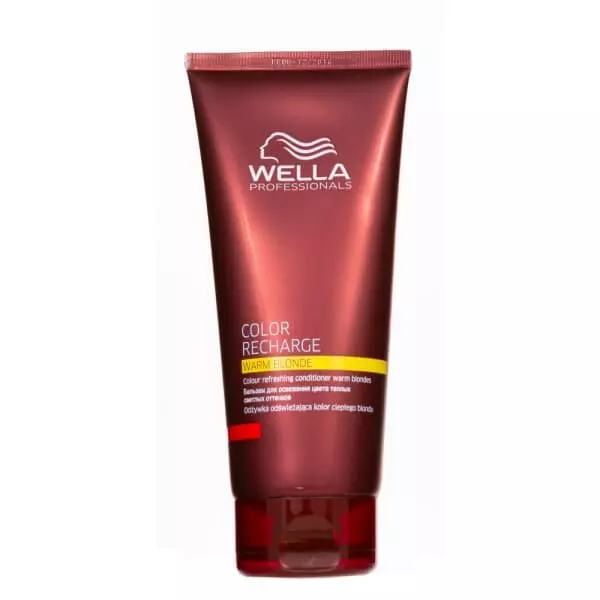 WELLA
PROFESSIONALS
COLOR
RECHARGE
WARM BLONDE
Colour refreshing conditioner warm blondes
Бальзам для освежения цвета теплых
светлых оттенков
Odżywka odświeżająca kolor ciepłego blondu